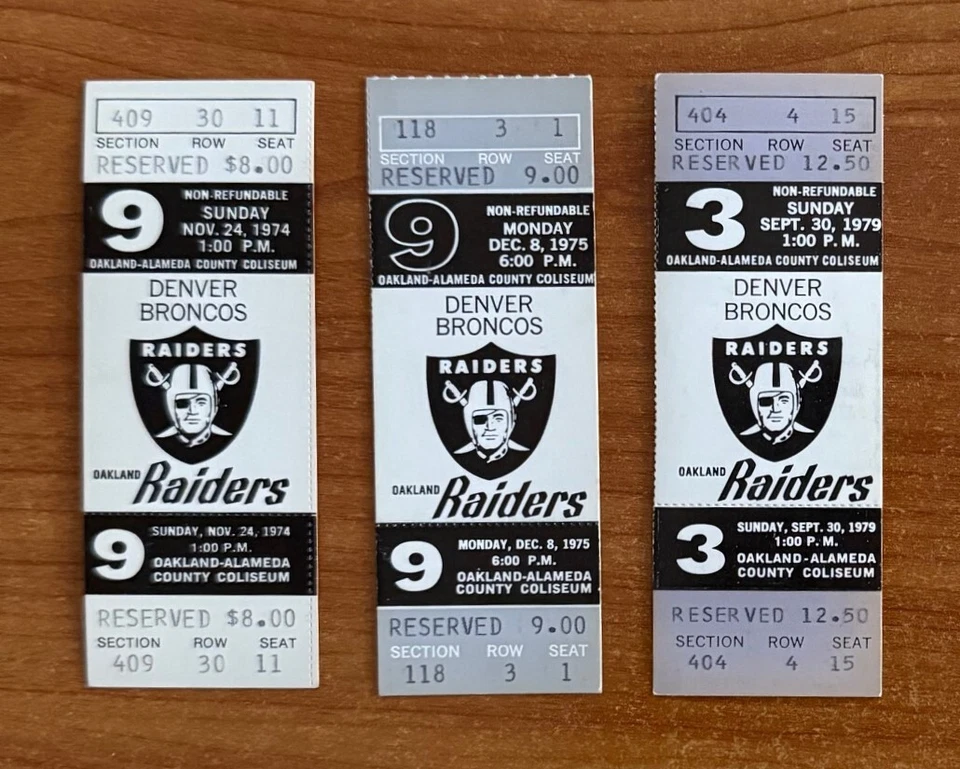 409 30 11
SECTION ROW SEAT
RESERVED $8.00
9
NON-REFUNDABLE
SUNDAY
NOV. 24, 1974
1:00 P.M.
OAKLAND-ALAMEDA COUNTY COLISEUM
DENVER
BRONCOS
RAIDERS
OAKLAND Raiders
9
SUNDAY, NOV. 24, 1974
1:00 P.M.
OAKLAND-ALAMEDA
COUNTY COLISEUM
RESERVED $8.00
SECTION ROW SEAT
409 30 11
118 3 1
SECTION ROW SEAT
RESERVED 9.00
9
NON-REFUNDABLE
MONDAY
DEC. 8, 1975
6:00 P.M.
OAKLAND-ALAMEDA COUNTY COLISEUM
DENVER
BRONCOS
RAIDERS
OAKLAND Raiders
9
MONDAY, DEC. 8, 1975
6:00 P.M.
OAKLAND-ALAMEDA
COUNTY COLISEUM
RESERVED 9.00
SECTION ROW SEAT
118 3 1
404 4 15
SECTION ROW SEAT
RESERVED 12.50
3
NON-REFUNDABLE
SUNDAY
SEPT. 30, 1979
1:00 P.M.
OAKLAND-ALAMEDA COUNTY COLISEUM
DENVER
BRONCOS
RAIDERS
OAKLAND Raiders
3
SUNDAY, SEPT. 30, 1979
1:00 P.M.
OAKLAND-ALAMEDA
COUNTY COLISEUM
RESERVED 12.50
SECTION ROW SEAT
404 4 15